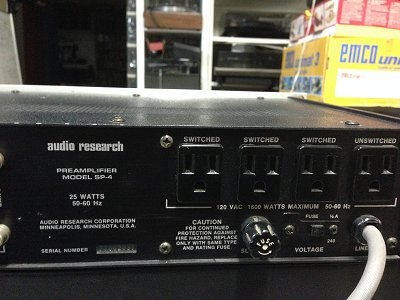 emco
audio research
SWITCHED SWITCHED SWITCHED UNSWITCHED
PREAMPLIFIER
MODEL SP-4
25 WATTS
50-60 Hz
120 VAC 1600 WATTS MAXIMUM 50-60 Hz
AUDIO RESEARCH CORPORATION
MINNEAPOLIS, MINNESOTA, U.S.A.
SERIAL NUMBER
CAUTION
FOR CONTINUED
PROTECTION AGAINST
FIRE HAZARD, REPLACE
ONLY WITH SAME TYPE
AND RATING FUSE
FUSE
FUSE
240
VOLTAGE
LINE